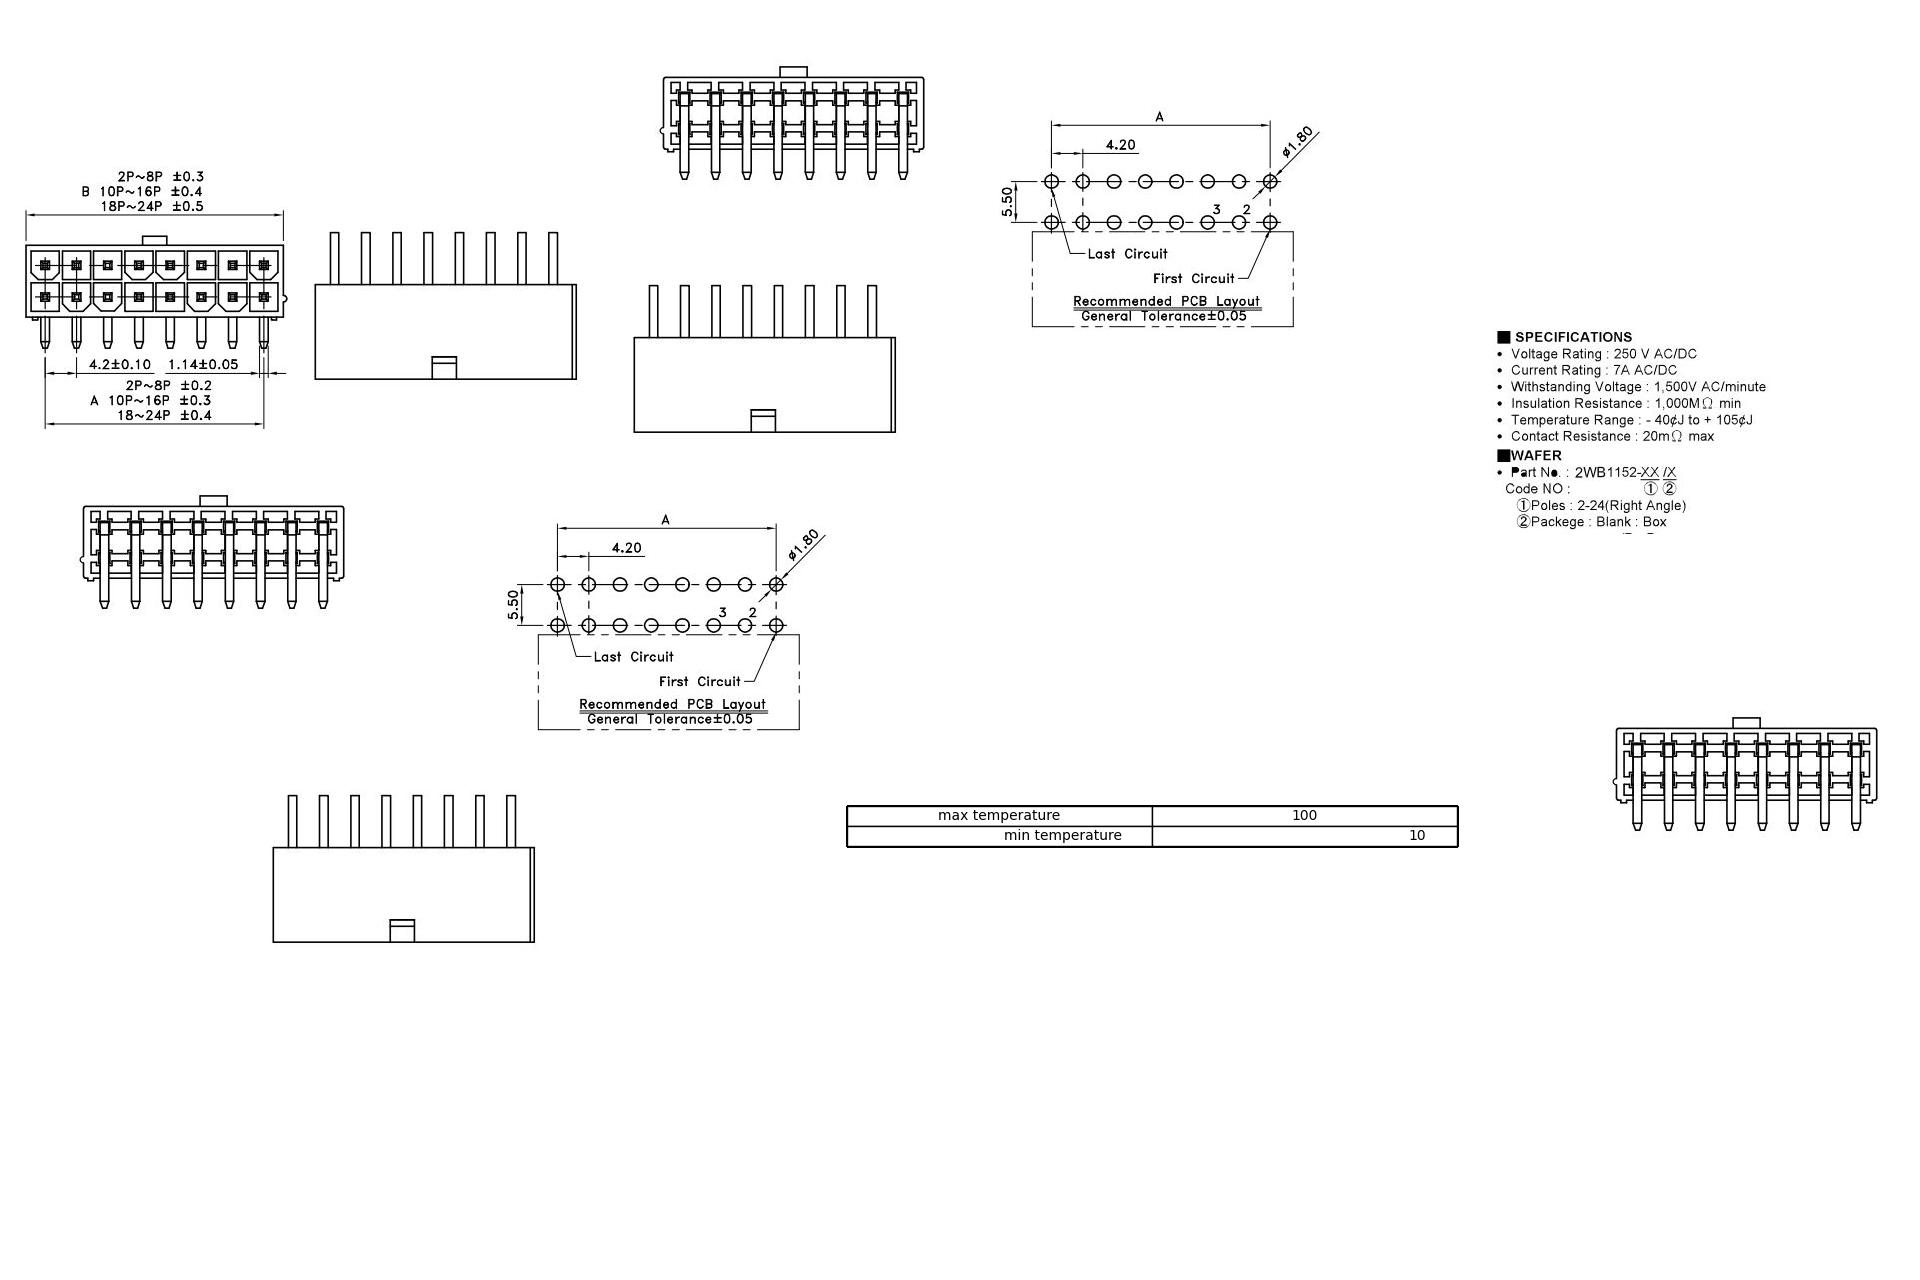 2P~8P ±0.3
B 10P~16P ±0.4
18P~24P ±0.5
4.2±0.10 1.14±0.05
2P~8P ±0.2
A 10P~16P ±0.3
18~24P ±0.4
A
4.20
ø1.80
5.50
3 2
Last Circuit
First Circuit
Recommended PCB Layout
General Tolerance±0.05
■ SPECIFICATIONS
• Voltage Rating : 250 V AC/DC
• Current Rating : 7A AC/DC
• Withstanding Voltage : 1,500V AC/minute
• Insulation Resistance : 1,000MΩ min
• Temperature Range : - 40¢J to + 105¢J
• Contact Resistance : 20mΩ max
■WAFER
• Part No. : 2WB1152-XX /X
Code NO : ① ②
①Poles : 2-24(Right Angle)
②Packege : Blank : Box
A
4.20
ø1.80
5.50
3 2
Last Circuit
First Circuit
Recommended PCB Layout
General Tolerance±0.05
max temperature 100
min temperature 10